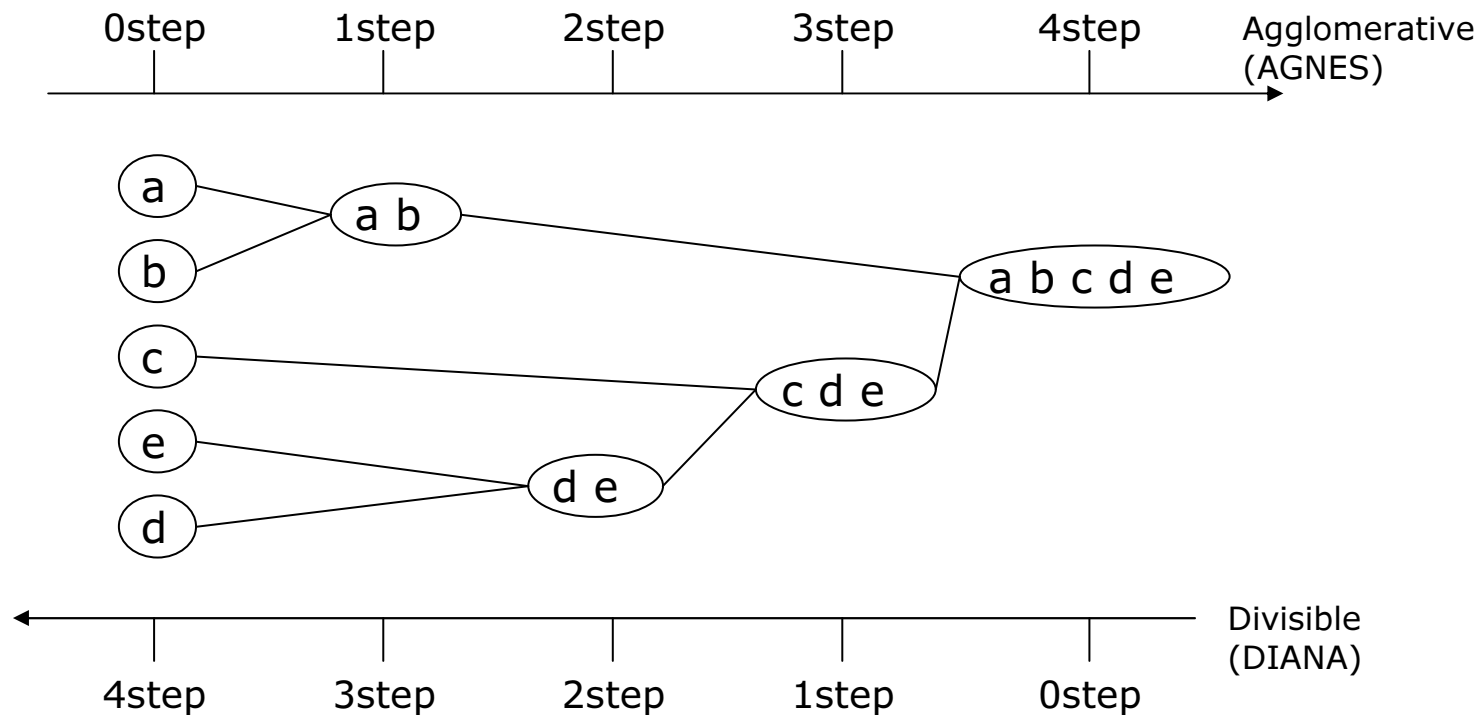 0step 1step 2step 3step 4step Agglomerative
(AGNES)
a
a b
b
a b c d e
c
c d e
e
d e
d
Divisible
(DIANA)
4step 3step 2step 1step 0step